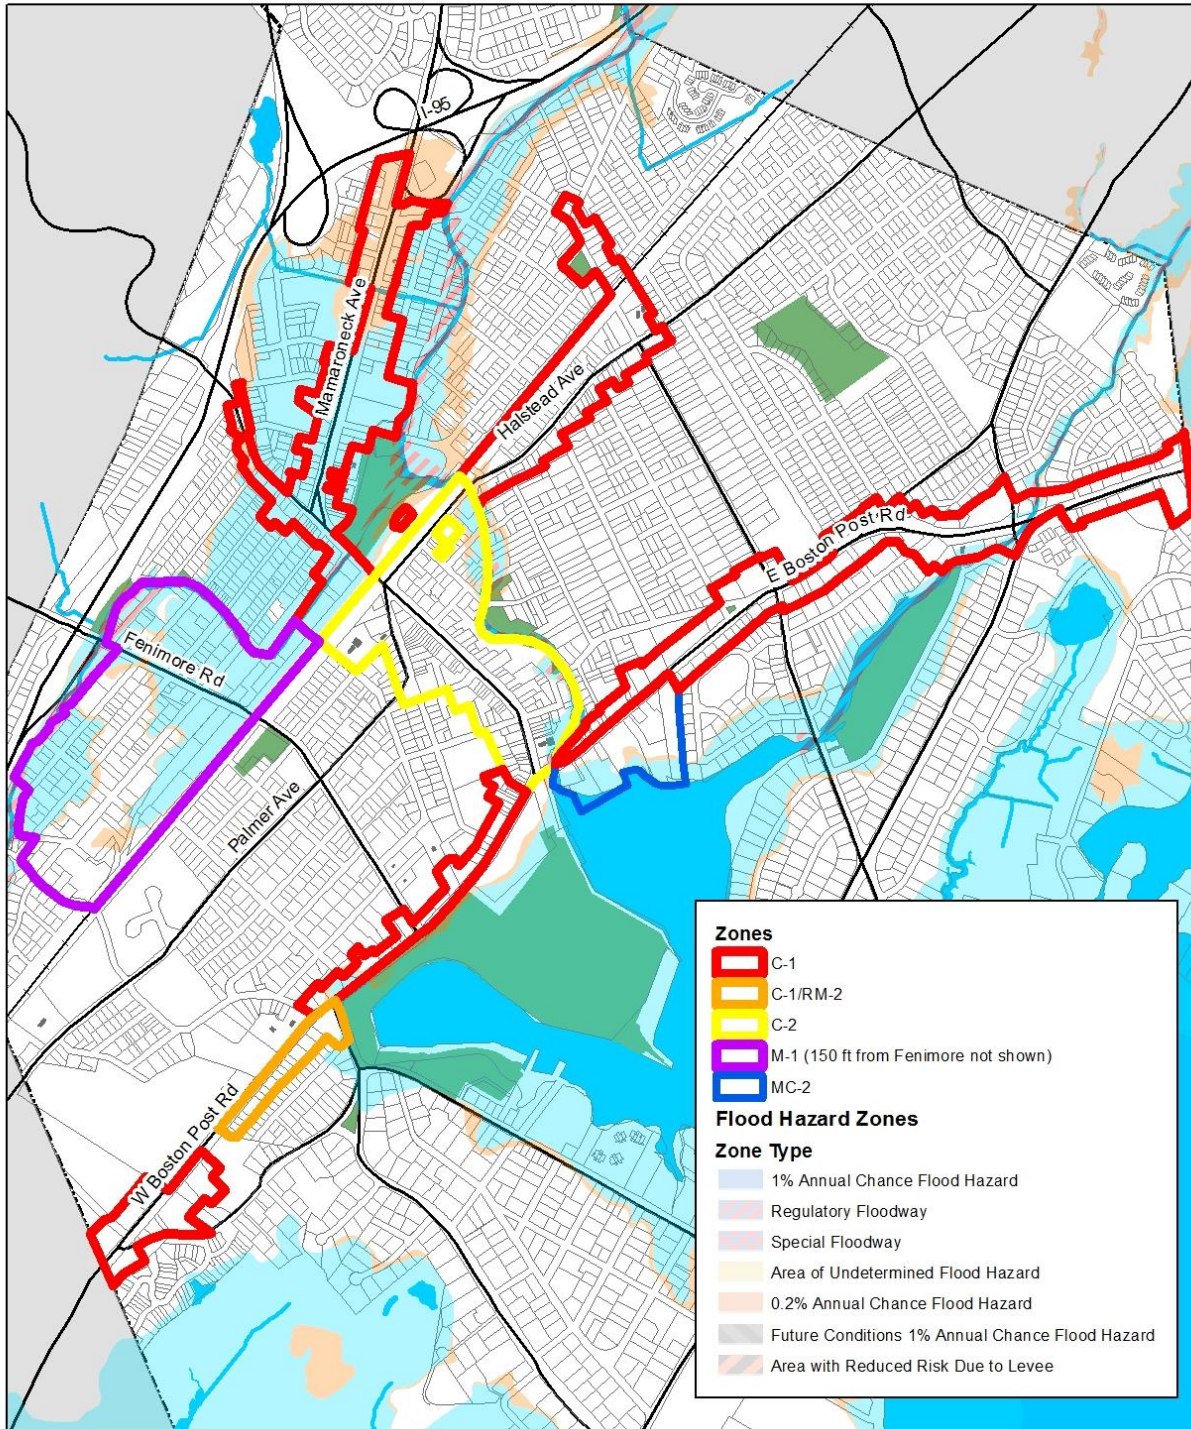 I-95
Mamaroneck Ave
Halstead Ave
E Boston Post Rd
Fenimore Rd
Palmer Ave
W Boston Post Rd
Zones
C-1
C-1/RM-2
C-2
M-1 (150 ft from Fenimore not shown)
MC-2
Flood Hazard Zones
Zone Type
1% Annual Chance Flood Hazard
Regulatory Floodway
Special Floodway
Area of Undetermined Flood Hazard
0.2% Annual Chance Flood Hazard
Future Conditions 1% Annual Chance Flood Hazard
Area with Reduced Risk Due to Levee